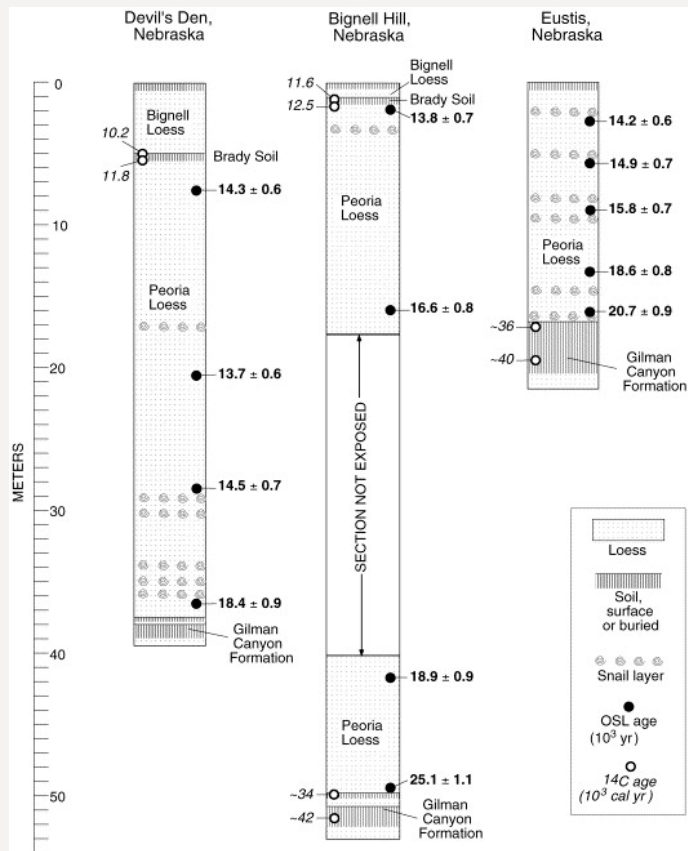 Devil's Den,
Nebraska
Bignell Hill,
Nebraska
Eustis,
Nebraska
METERS
0
10
20
30
40
50
Bignell
Loess
10.2
11.8
Brady Soil
14.3 ± 0.6
Peoria
Loess
13.7 ± 0.6
14.5 ± 0.7
18.4 ± 0.9
Gilman
Canyon
Formation
Bignell
Loess
11.6
12.5
Brady Soil
13.8 ± 0.7
Peoria
Loess
16.6 ± 0.8
SECTION NOT EXPOSED
18.9 ± 0.9
Peoria
Loess
25.1 ± 1.1
~34
~42
Gilman
Canyon
Formation
14.2 ± 0.6
14.9 ± 0.7
15.8 ± 0.7
Peoria
Loess
18.6 ± 0.8
20.7 ± 0.9
~36
~40
Gilman
Canyon
Formation
Loess
Soil,
surface
or buried
Snail layer
OSL age
(10³ yr)
¹⁴C age
(10³ cal yr)